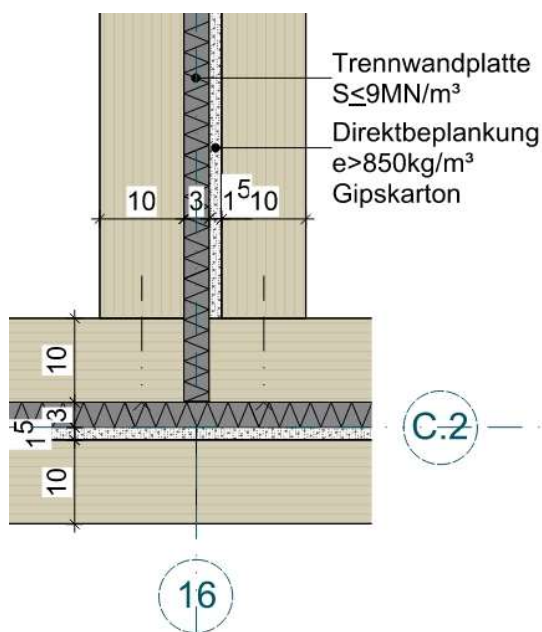 Trennwandplatte
S≤9MN/m³
Direktbeplankung
e>850kg/m³
Gipskarton
10 3 1⁵ 10
10
3
1⁵
10
C.2
16